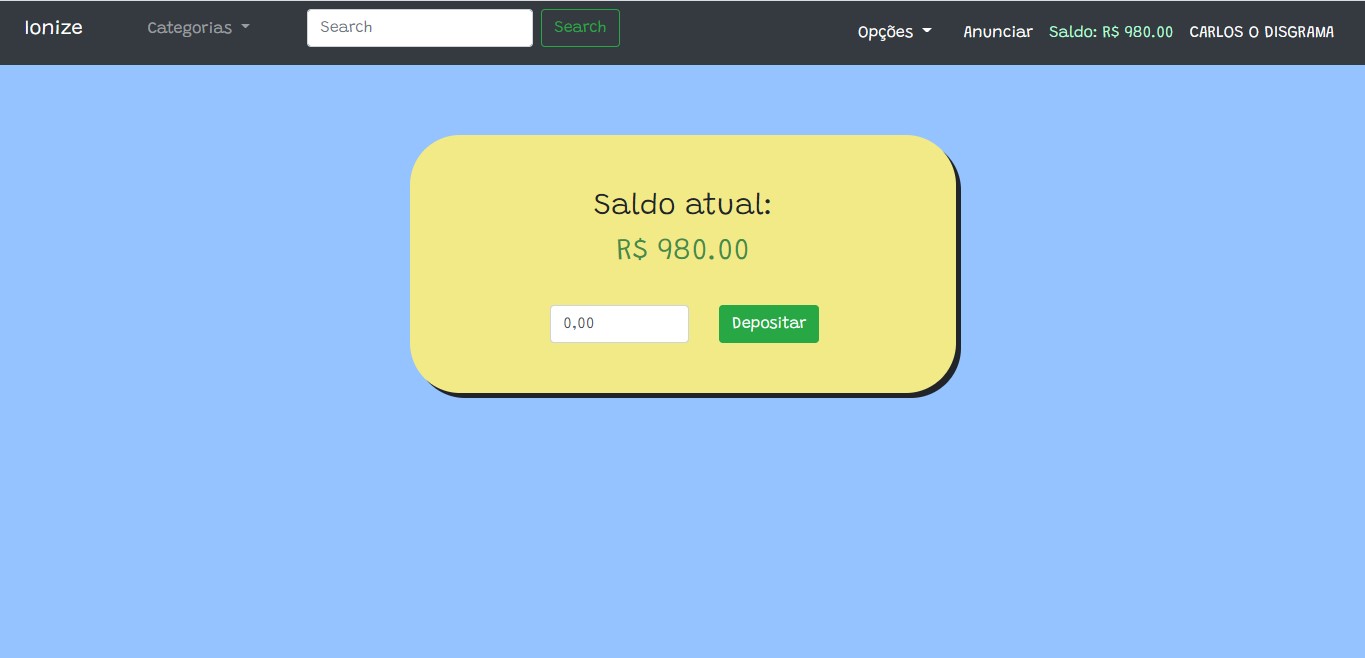 Ionize
Categorias
Search
Search
Opções
Anunciar
Saldo: R$ 980.00
CARLOS O DISGRAMA
Saldo atual:
R$ 980.00
0,00
Depositar